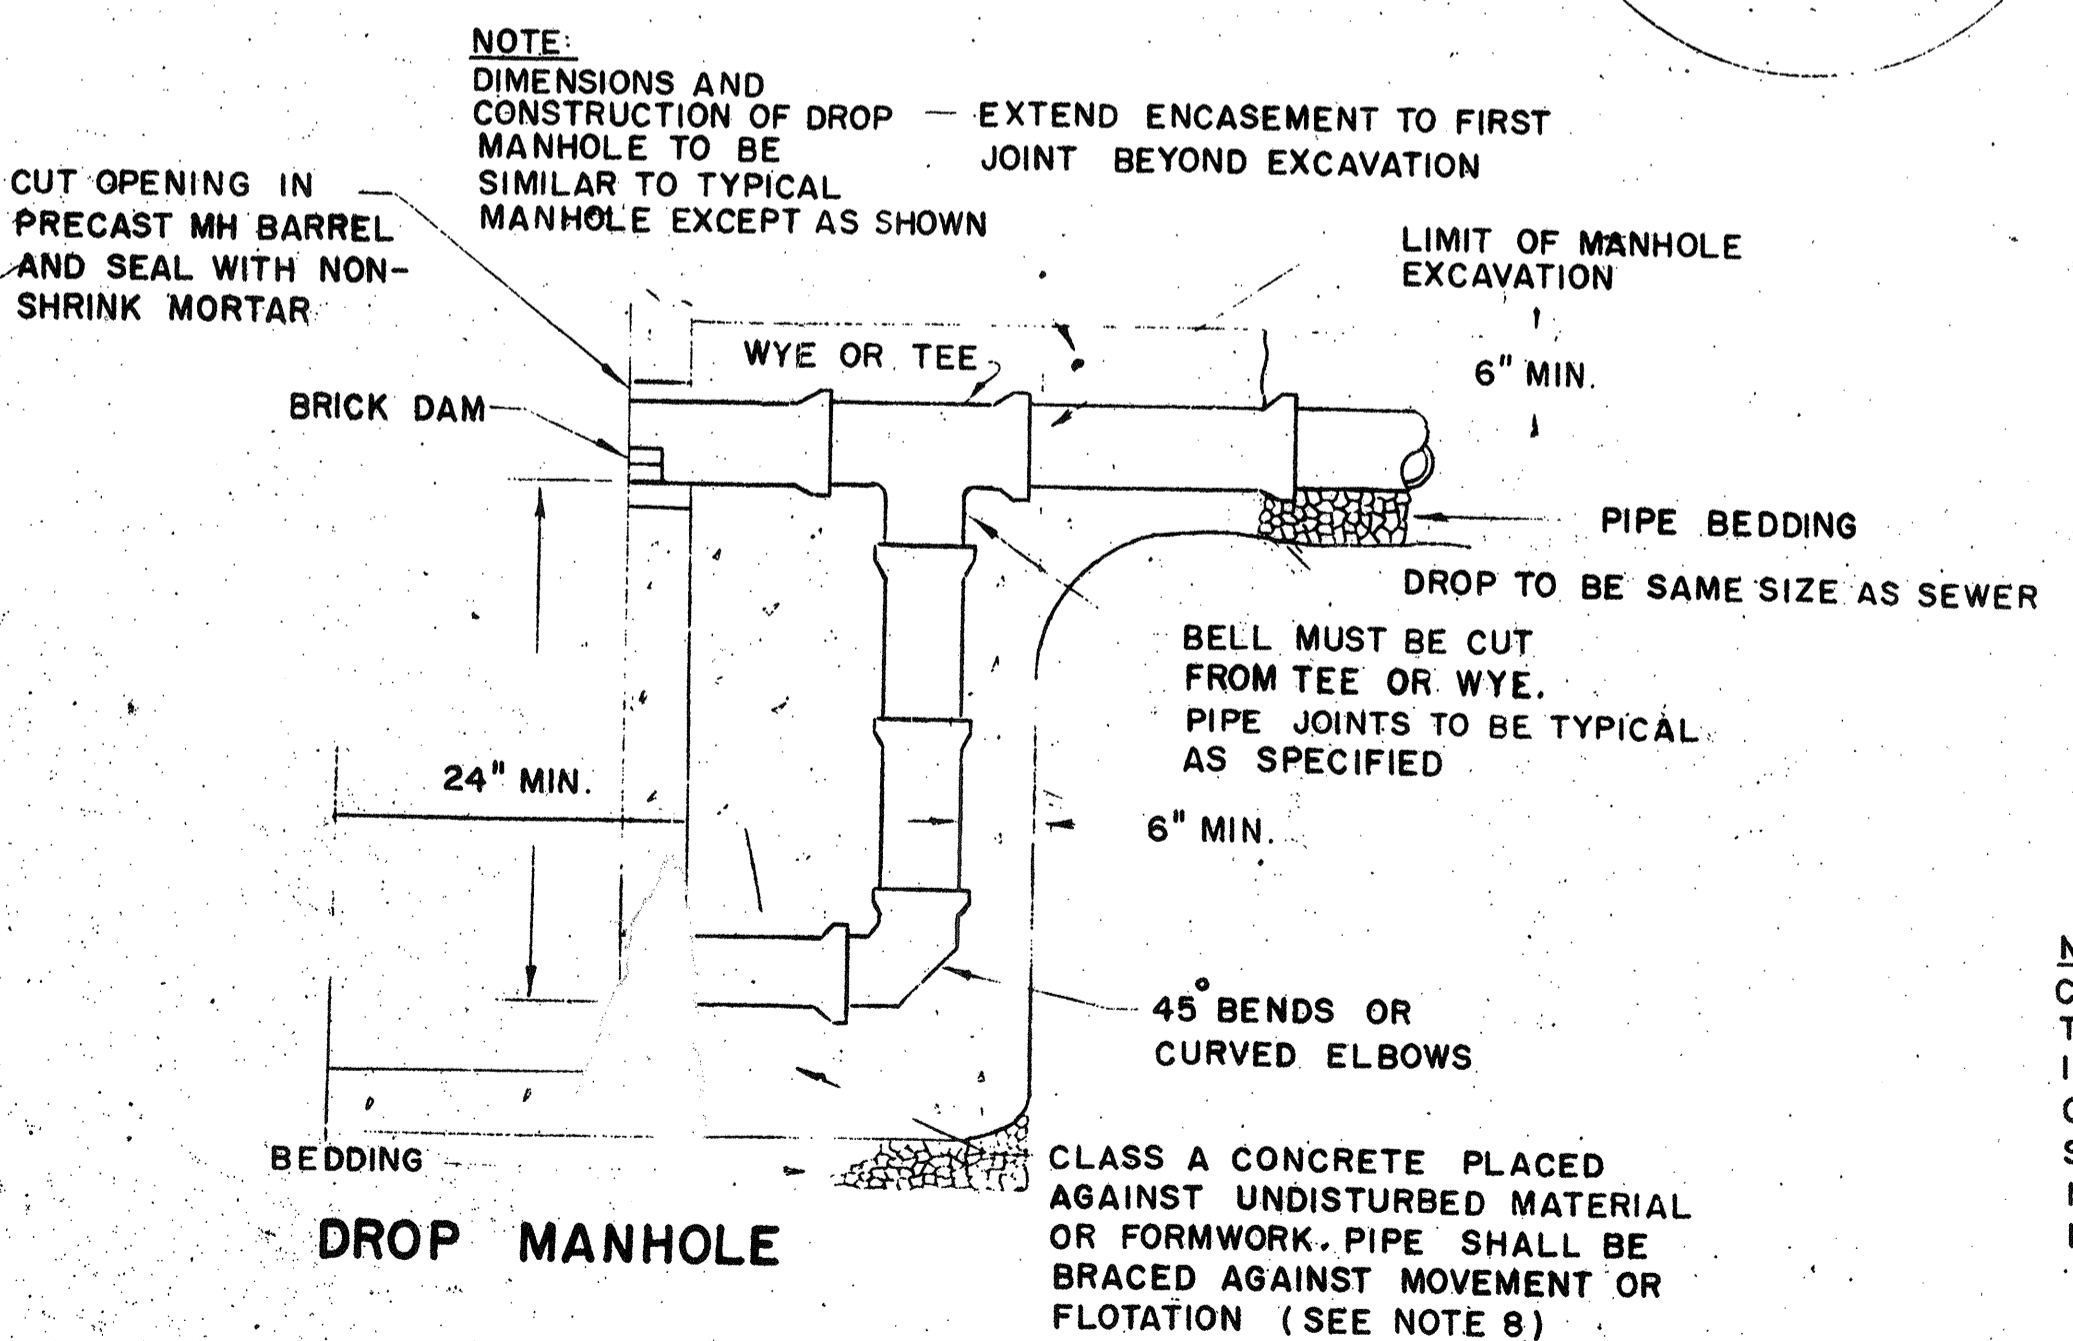 NOTE:
DIMENSIONS AND
CONSTRUCTION OF DROP
MANHOLE TO BE
SIMILAR TO TYPICAL
MANHOLE EXCEPT AS SHOWN
EXTEND ENCASEMENT TO FIRST
JOINT BEYOND EXCAVATION
CUT OPENING IN
PRECAST MH BARREL
AND SEAL WITH NON-
SHRINK MORTAR
LIMIT OF MANHOLE
EXCAVATION
WYE OR TEE
6" MIN.
BRICK DAM
PIPE BEDDING
DROP TO BE SAME SIZE AS SEWER
BELL MUST BE CUT
FROM TEE OR WYE.
PIPE JOINTS TO BE TYPICAL
AS SPECIFIED
24" MIN.
6" MIN.
45° BENDS OR
CURVED ELBOWS
BEDDING
CLASS A CONCRETE PLACED
AGAINST UNDISTURBED MATERIAL
OR FORMWORK. PIPE SHALL BE
BRACED AGAINST MOVEMENT OR
FLOTATION (SEE NOTE 8)
DROP MANHOLE